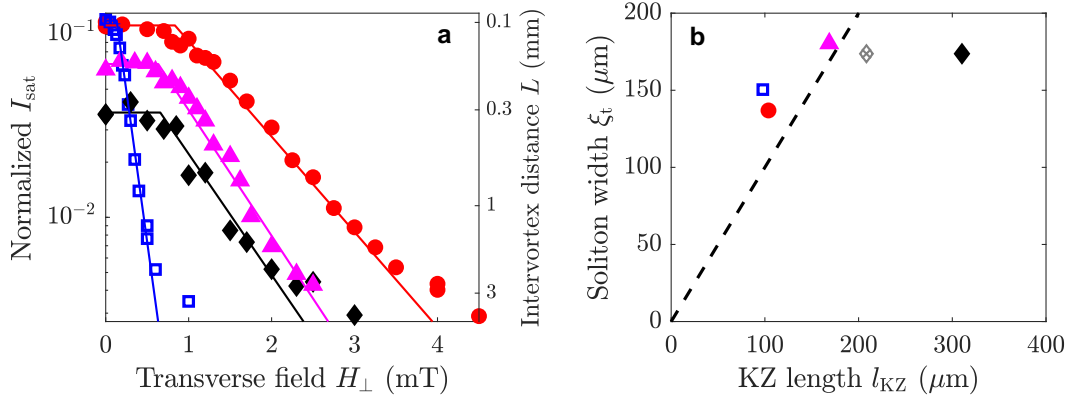 a
Normalized I_sat
10^{-1}
10^{-2}
0 1 2 3 4
Transverse field H_⊥ (mT)
0.1
0.3
1
3
Intervortex distance L (mm)
b
Soliton width ξ_t (μm)
200
150
100
50
0
0 100 200 300 400
KZ length l_KZ (μm)